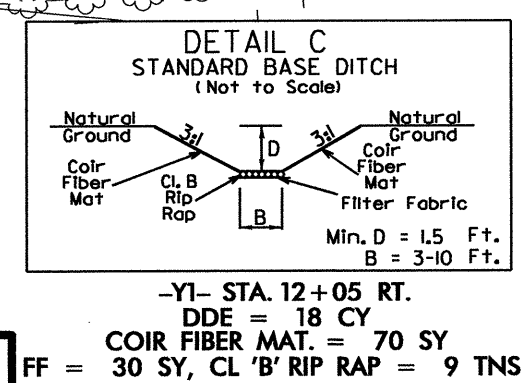 DETAIL C
STANDARD BASE DITCH
(Not to Scale)
Natural
Ground
3:1
D
3:1
Natural
Ground
Coir
Fiber
Mat
Cl. B
Rip
Rap
B
Coir
Fiber
Mat
Filter Fabric
Min. D = 1.5 Ft.
B = 3-10 Ft.
-Y1- STA. 12+05 RT.
DDE = 18 CY
COIR FIBER MAT. = 70 SY
FF = 30 SY, CL 'B' RIP RAP = 9 TNS